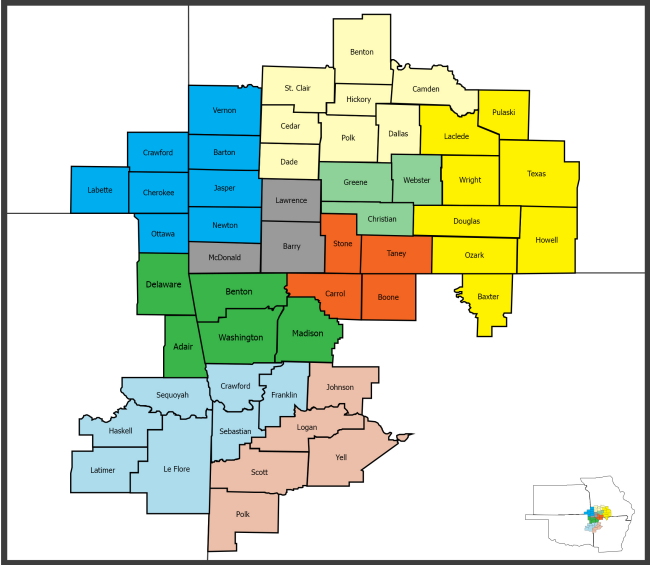 Benton
St. Clair
Camden
Hickory
Vernon
Pulaski
Cedar
Polk
Dallas
Laclede
Crawford
Barton
Dade
Texas
Labette
Cherokee
Jasper
Greene
Webster
Wright
Lawrence
Christian
Douglas
Newton
Ottawa
Stone
Howell
Barry
Taney
Ozark
McDonald
Delaware
Benton
Carrol
Boone
Baxter
Washington
Madison
Adair
Crawford
Johnson
Sequoyah
Franklin
Haskell
Sebastian
Logan
Yell
Latimer
Le Flore
Scott
Polk